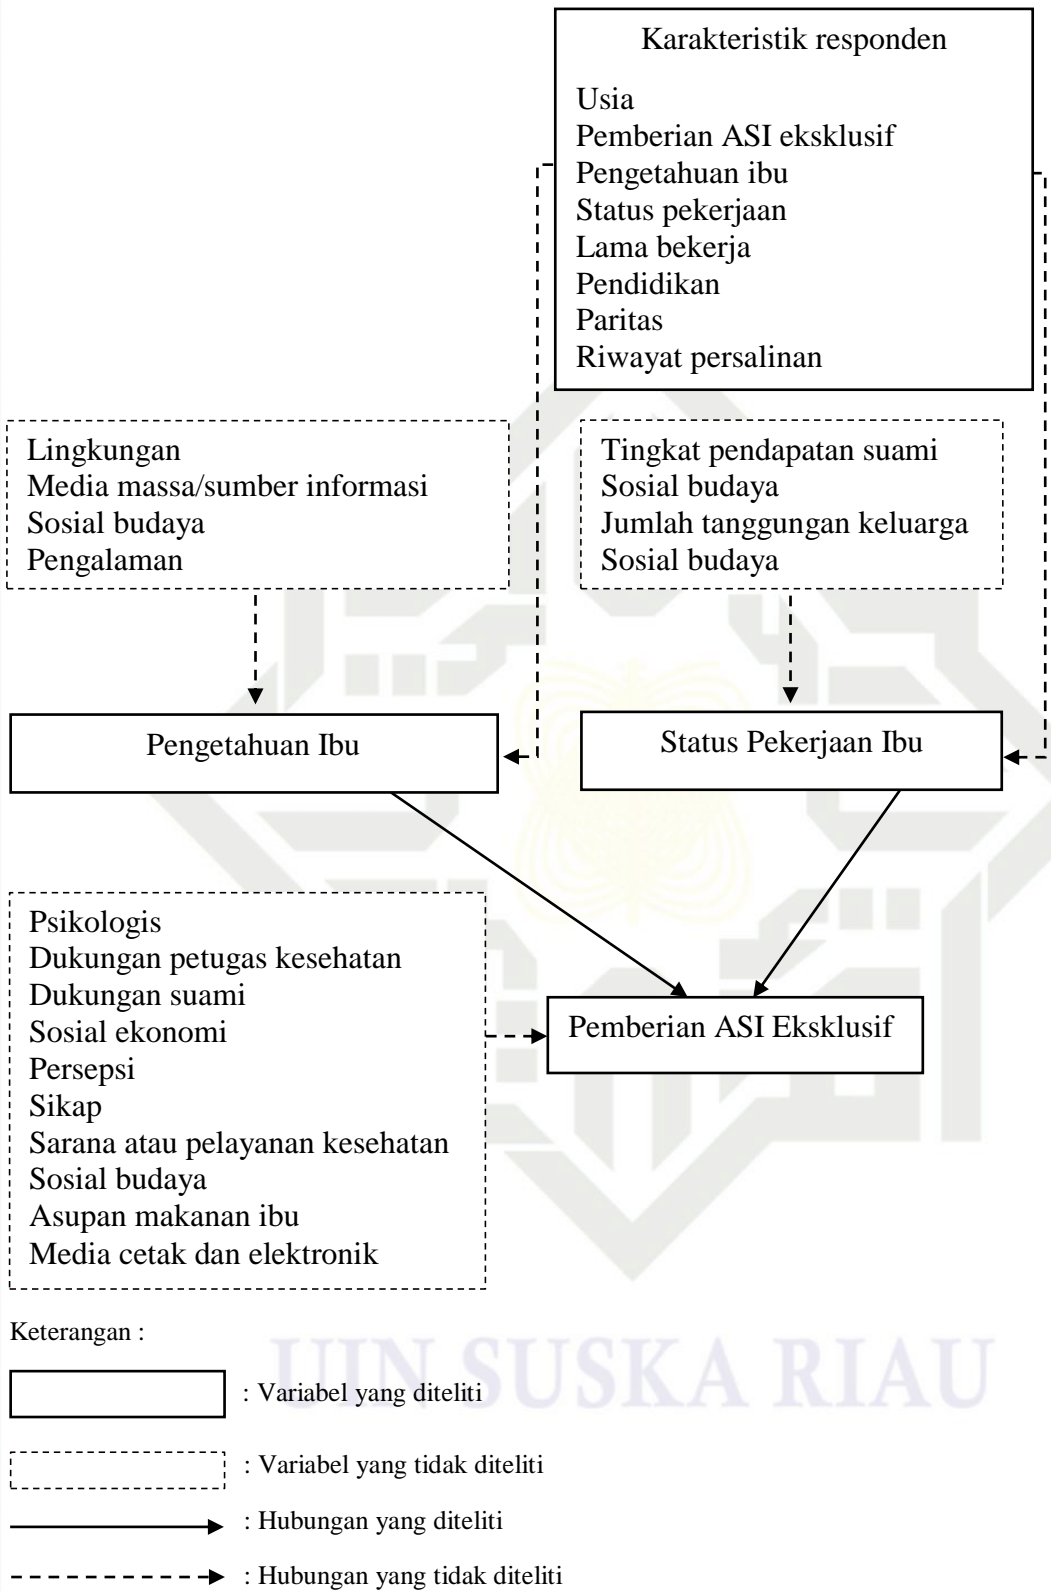 Karakteristik responden
Usia
Pemberian ASI eksklusif
Pengetahuan ibu
Status pekerjaan
Lama bekerja
Pendidikan
Paritas
Riwayat persalinan
Lingkungan
Media massa/sumber informasi
Sosial budaya
Pengalaman
Tingkat pendapatan suami
Sosial budaya
Jumlah tanggungan keluarga
Sosial budaya
Pengetahuan Ibu
Status Pekerjaan Ibu
Psikologis
Dukungan petugas kesehatan
Dukungan suami
Sosial ekonomi
Persepsi
Sikap
Sarana atau pelayanan kesehatan
Sosial budaya
Asupan makanan ibu
Media cetak dan elektronik
Pemberian ASI Eksklusif
Keterangan :
UIN SUSKA RIAU
: Variabel yang diteliti
: Variabel yang tidak diteliti
: Hubungan yang diteliti
: Hubungan yang tidak diteliti